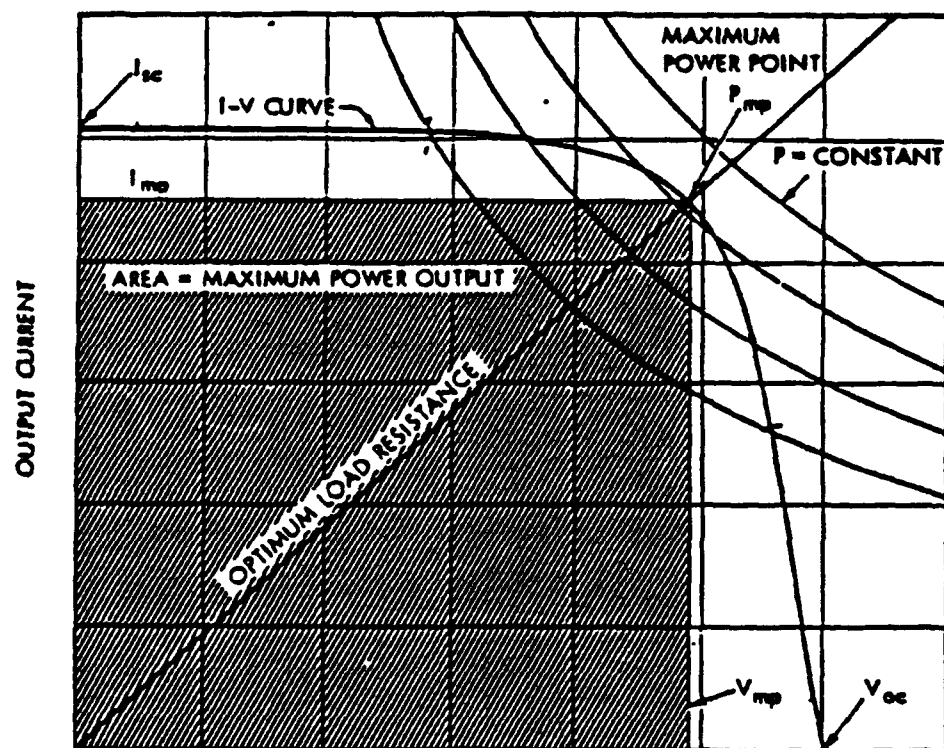 MAXIMUM
POWER POINT
Isc
I-V CURVE
Pmp
P = CONSTANT
Imp
AREA = MAXIMUM POWER OUTPUT
OPTIMUM LOAD RESISTANCE
OUTPUT CURRENT
Vmp
Voc